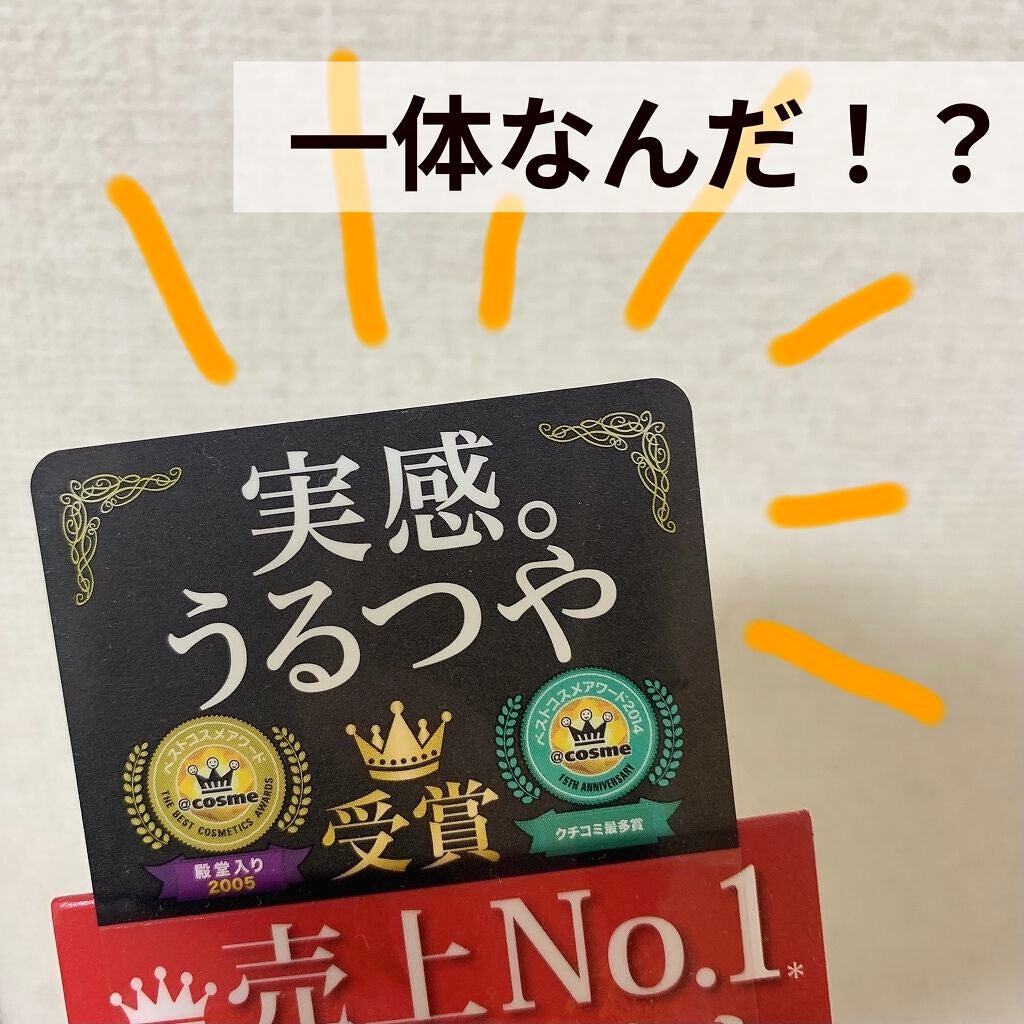 一体なんだ！？
実感。
うるつや
ベストコスメアワード
@cosme
THE BEST COSMETICS AWARDS
殿堂入り
2005
受賞
ベストコスメアワード2014
@cosme
15TH ANNIVERSARY
クチコミ最多賞
売上No.1*